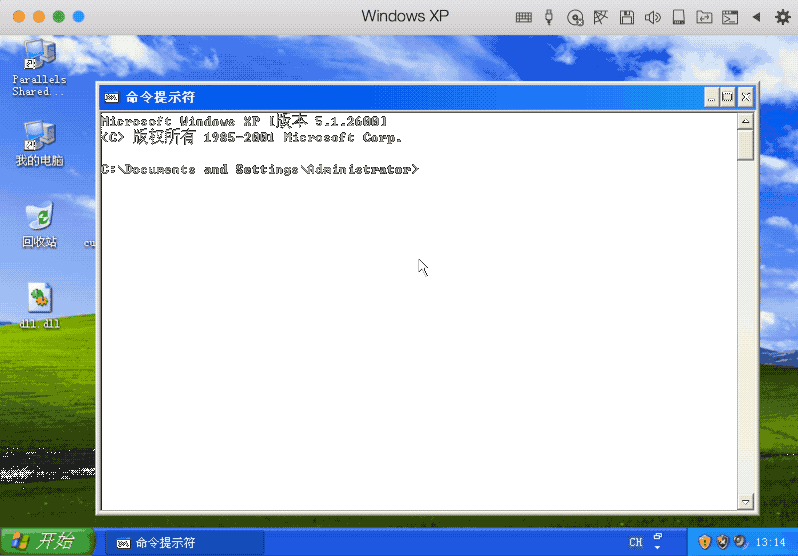 Windows XP
Parallels
Shared...
我的电脑
回收站
cu
dll.dll
命令提示符
Microsoft Windows XP [版本 5.1.2600]
(C) 版权所有 1985-2001 Microsoft Corp.
C:\Documents and Settings\Administrator>
开始
命令提示符
CH
13:14